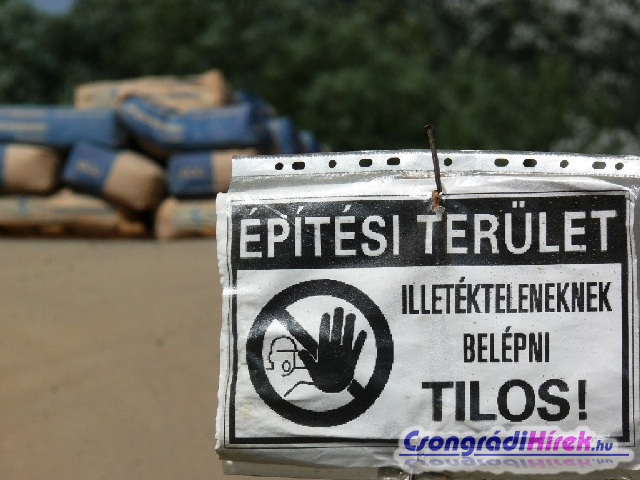 ÉPÍTÉSI TERÜLET
ILLETÉKTELENEKNEK
BELÉPNI
TILOS!
CsongrádiHírek.hu